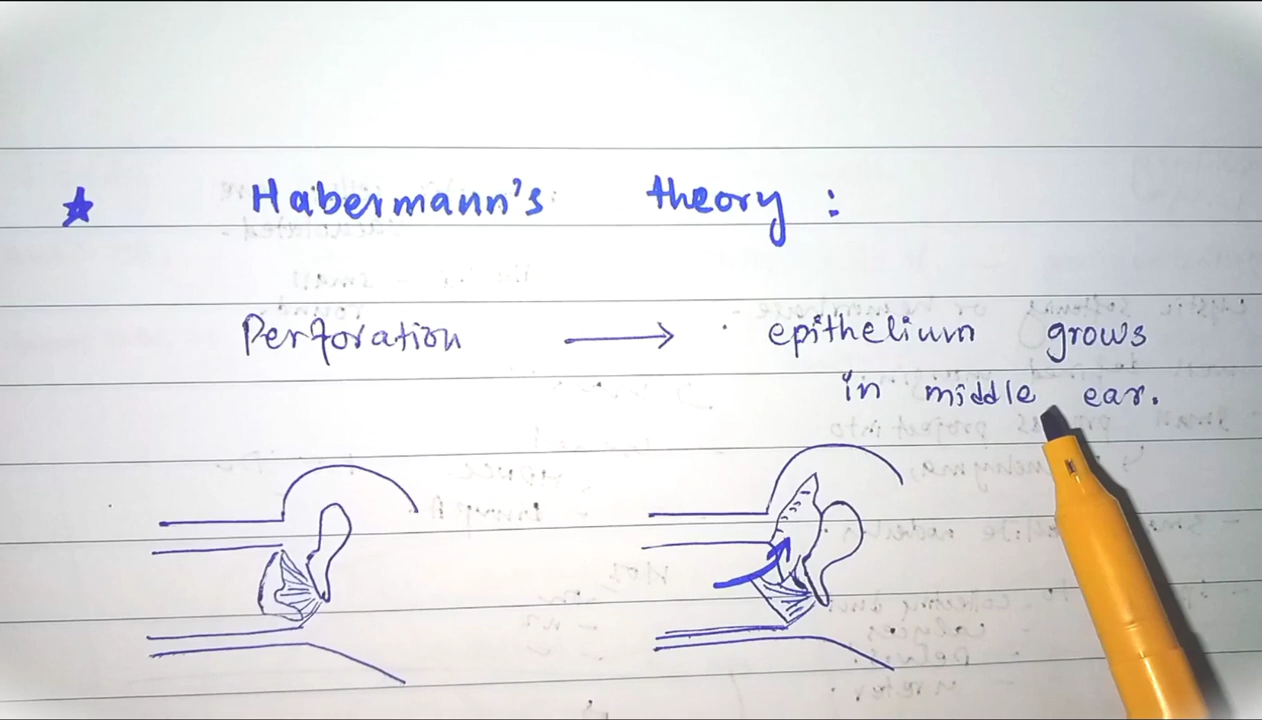 ★ Habermann's theory :
Perforation → epithelium grows
in middle ear.